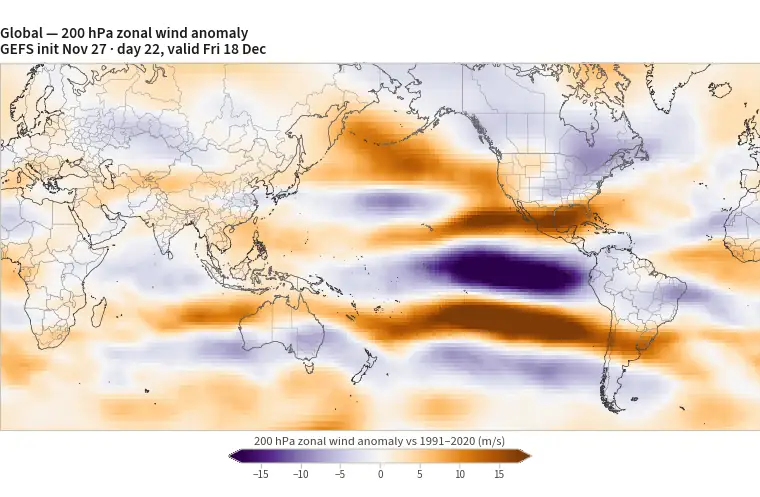 Global — 200 hPa zonal wind anomaly
GEFS init Nov 27 · day 22, valid Fri 18 Dec
200 hPa zonal wind anomaly vs 1991–2020 (m/s)
−15 −10 −5 0 5 10 15